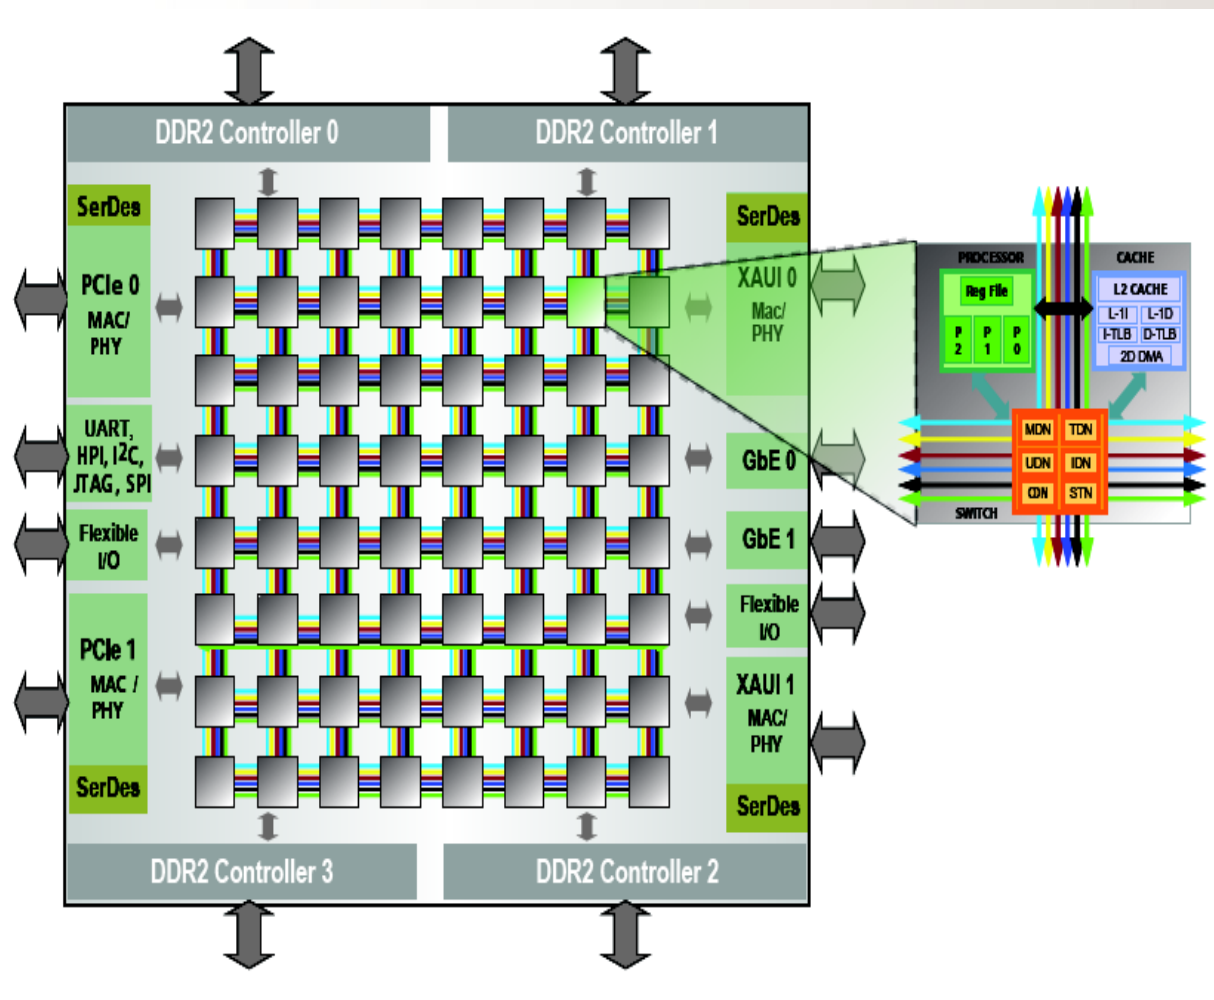 DDR2 Controller 0
DDR2 Controller 1
SerDes
PCIe 0
MAC/
PHY
UART,
HPI, I2C,
JTAG, SPI
Flexible
I/O
PCIe 1
MAC /
PHY
SerDes
SerDes
XAUI 0
Mac/
PHY
GbE 0
GbE 1
Flexible
I/O
XAUI 1
MAC/
PHY
SerDes
DDR2 Controller 3
DDR2 Controller 2
PROCESSOR
CACHE
Reg File
P
2
P
1
P
0
L2 CACHE
L-1I
L-1D
I-TLB
D-TLB
2D DMA
MDN
TDN
UDN
IDN
CDN
STN
SWITCH